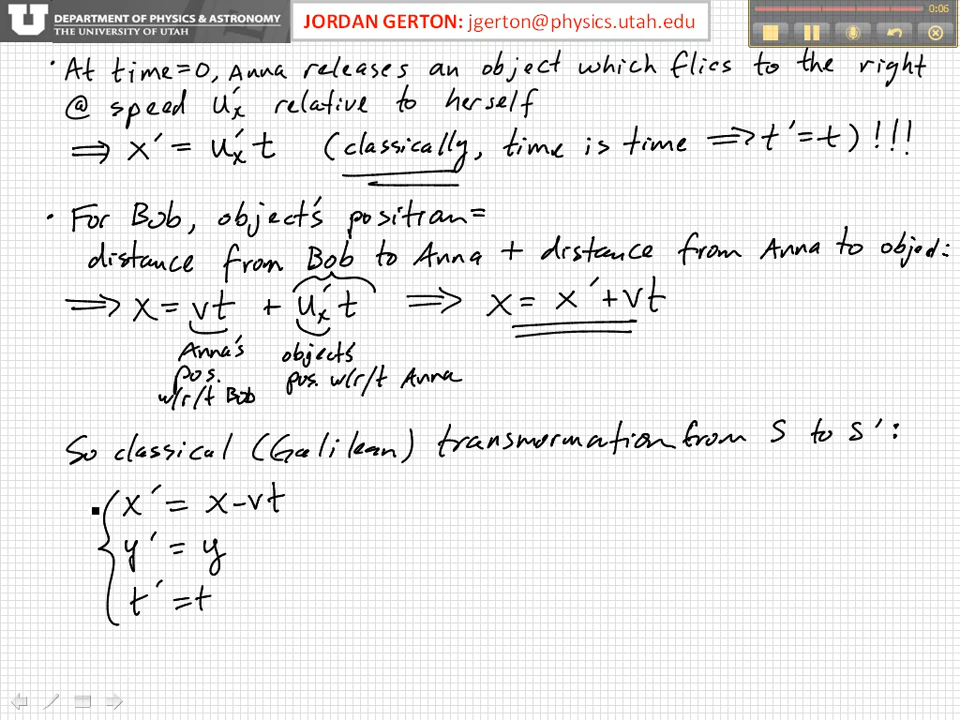 U DEPARTMENT OF PHYSICS & ASTRONOMY
THE UNIVERSITY OF UTAH
JORDAN GERTON: jgerton@physics.utah.edu
0:06
• At time=0, Anna releases an object which flies to the right
@ speed u'ₓ relative to herself
⟹ x' = u'ₓ t (classically, time is time ⟹ t' = t) !!!
• For Bob, object's position=
distance from Bob to Anna + distance from Anna to object:
⟹ x = vt + u'ₓ t ⟹ x = x' + vt
Anna's pos. w/r/t Bob
object's pos. w/r/t Anna
So classical (Galilean) transmormation from S to S':
x' = x - vt
y' = y
t' = t